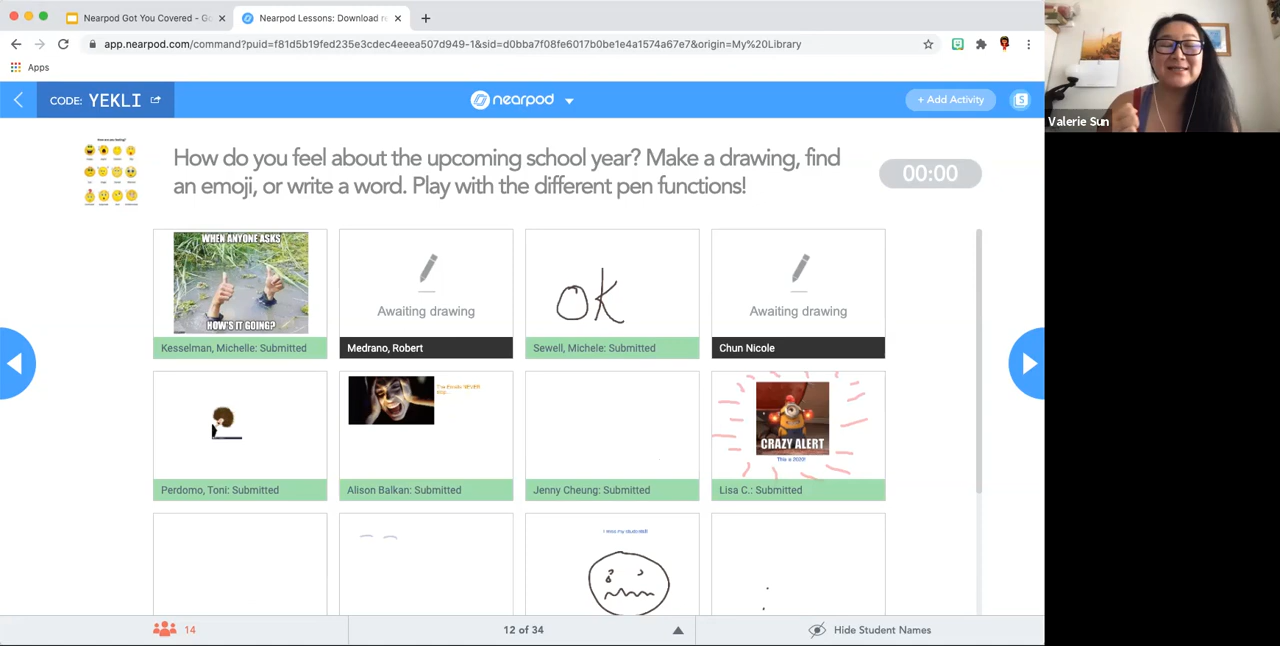 Nearpod Got You Covered - Go
Nearpod Lessons: Download re
app.nearpod.com/command?puid=f81d5b19fed235e3cdec4eeea507d949-1&sid=d0bba7f08fe6017b0be1e4a1574a67e7&origin=My%20Library
Apps
Valerie Sun
CODE: YEKLI
nearpod
+ Add Activity
S
How do you feel about the upcoming school year? Make a drawing, find
an emoji, or write a word. Play with the different pen functions!
00:00
WHEN ANYONE ASKS
HOW'S IT GOING?
Kesselman, Michelle: Submitted
Awaiting drawing
Medrano, Robert
OK
Sewell, Michele: Submitted
Awaiting drawing
Chun Nicole
Perdomo, Toni: Submitted
Alison Balkan: Submitted
Jenny Cheung: Submitted
CRAZY ALERT
This is 2020!
Lisa C.: Submitted
I miss my students!!
14
12 of 34
Hide Student Names